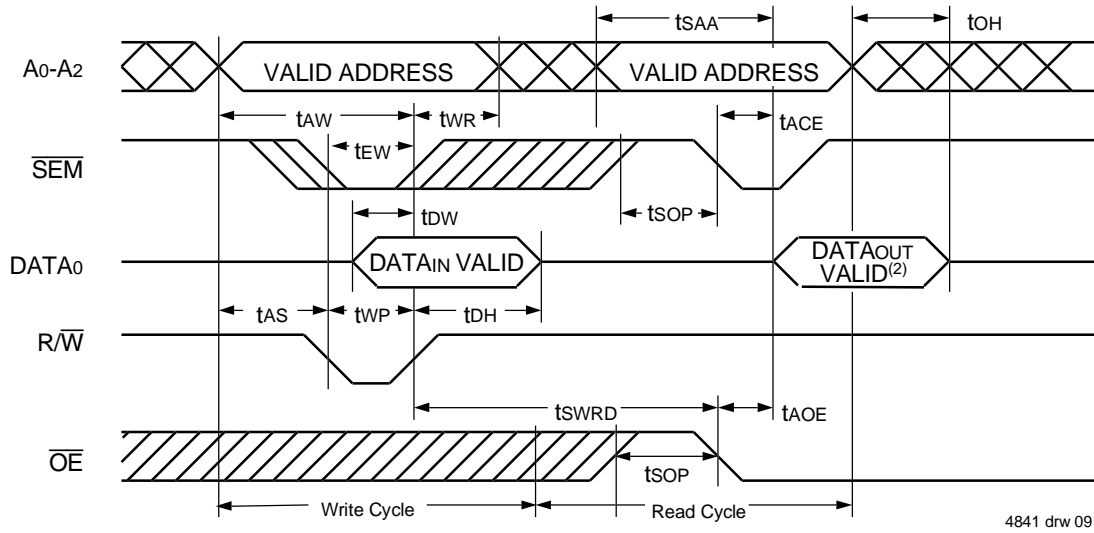 tSAA
tOH
A0-A2
VALID ADDRESS
VALID ADDRESS
tAW
tWR
tACE
tEW
SEM
tSOP
tDW
DATA0
DATAIN VALID
DATAOUT
VALID(2)
tAS
tWP
tDH
R/W
tSWRD
tAOE
OE
tSOP
Write Cycle
Read Cycle
4841 drw 09